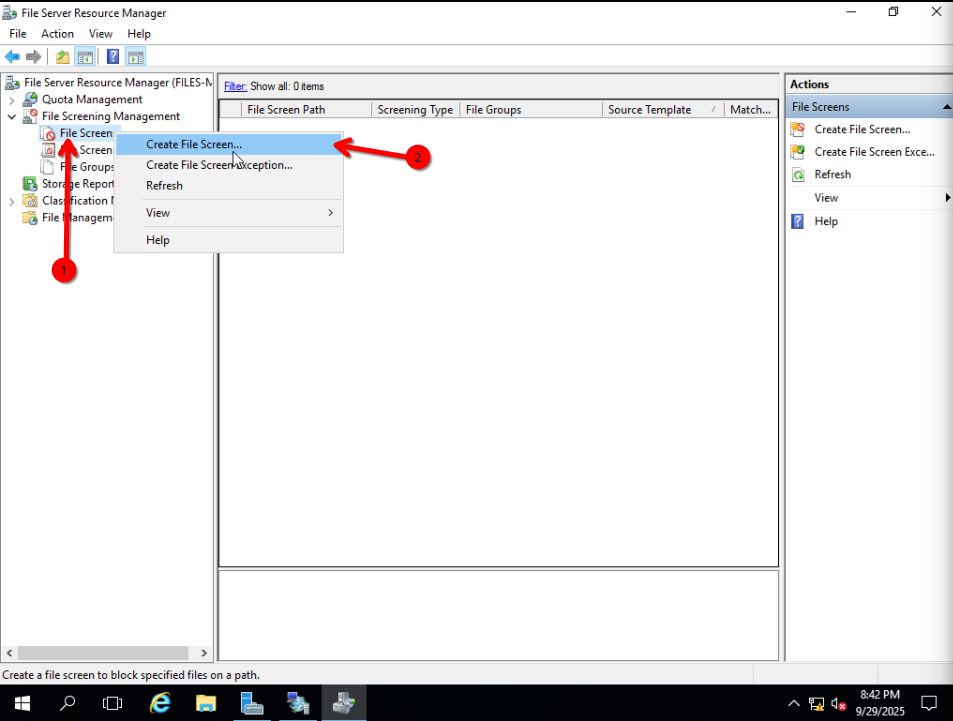 File Server Resource Manager
File Action View Help
File Server Resource Manager (FILES-M
Quota Management
File Screening Management
File Screen
File Screen
File Groups
Storage Report
Classification M
File Managem
Create File Screen...
Create File Screen Exception...
Refresh
View
Help
1
2
Filter: Show all: 0 items
File Screen Path Screening Type File Groups Source Template / Match...
Actions
File Screens
Create File Screen...
Create File Screen Exce...
Refresh
View
Help
Create a file screen to block specified files on a path.
8:42 PM
9/29/2025